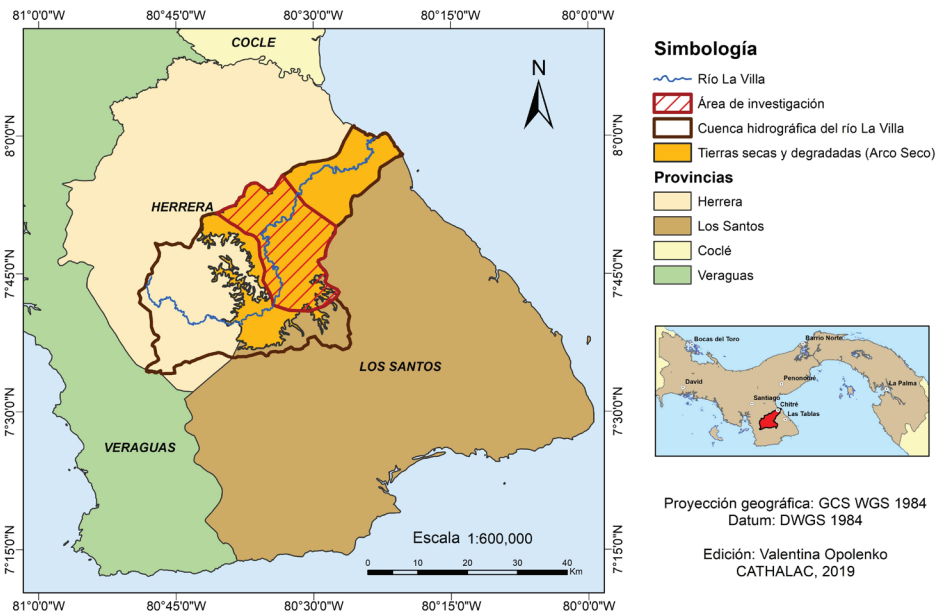 81°0'0"W 80°45'0"W 80°30'0"W 80°15'0"W 80°0'0"W
COCLE
N
8°0'0"N
8°0'0"N
HERRERA
7°45'0"N
7°45'0"N
LOS SANTOS
7°30'0"N
7°30'0"N
VERAGUAS
Escala 1:600,000
0 10 20 30 40
Km
7°15'0"N
7°15'0"N
81°0'0"W 80°45'0"W 80°30'0"W 80°15'0"W 80°0'0"W
Simbología
Río La Villa
Área de investigación
Cuenca hidrográfica del río La Villa
Tierras secas y degradadas (Arco Seco)
Provincias
Herrera
Los Santos
Coclé
Veraguas
Bocas del Toro
Barrio Norte
David
Penonomé
La Palma
Santiago
Chitré
Las Tablas
Proyección geográfica: GCS WGS 1984
Datum: DWGS 1984
Edición: Valentina Opolenko
CATHALAC, 2019